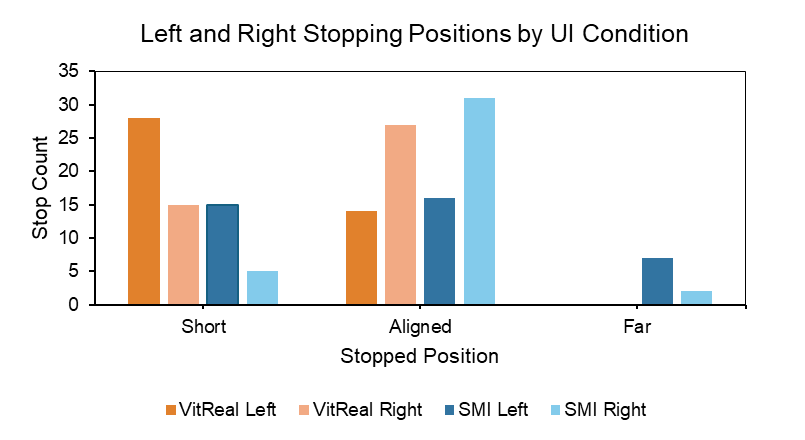 Left and Right Stopping Positions by UI Condition
35
30
25
20
15
10
5
0
Stop Count
Short Aligned Far
Stopped Position
VitReal Left VitReal Right SMI Left SMI Right